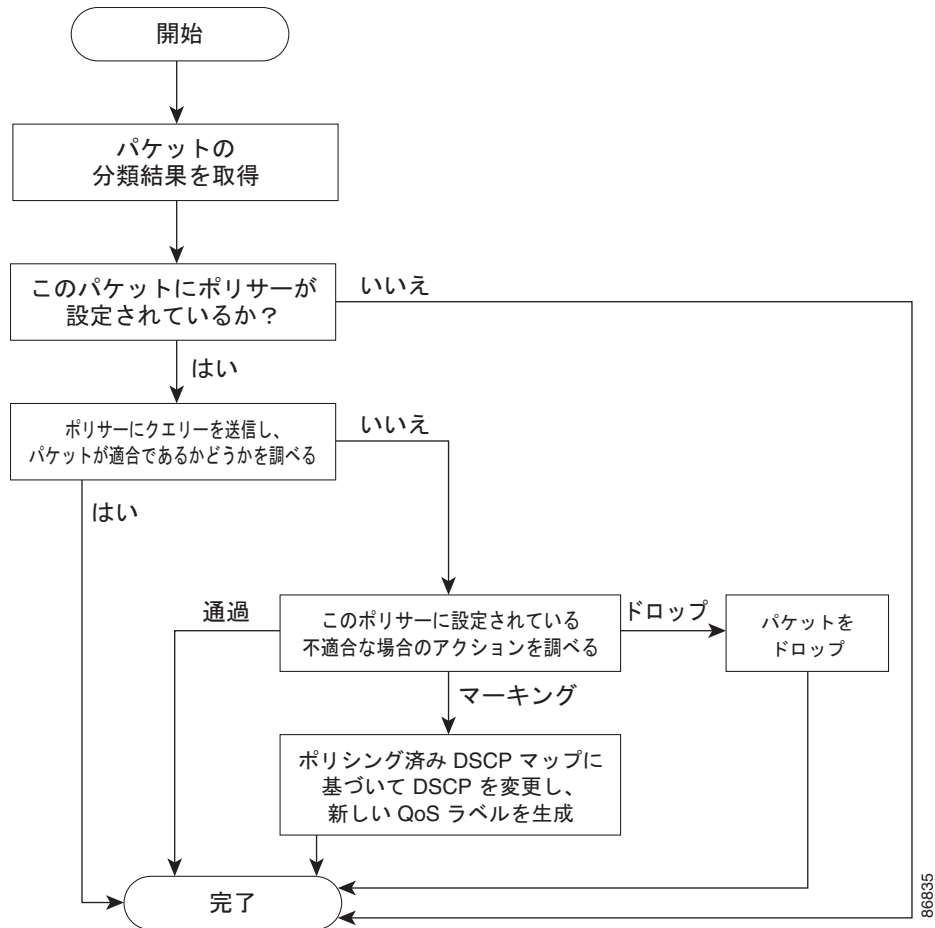 開始
パケットの
分類結果を取得
このパケットにポリサーが
設定されているか？
いいえ
はい
ポリサーにクエリーを送信し、
パケットが適合であるかどうかを調べる
いいえ
はい
通過
このポリサーに設定されている
不適合な場合のアクションを調べる
ドロップ
パケットを
ドロップ
マーキング
ポリシング済み DSCP マップに
基づいて DSCP を変更し、
新しい QoS ラベルを生成
完了
86835